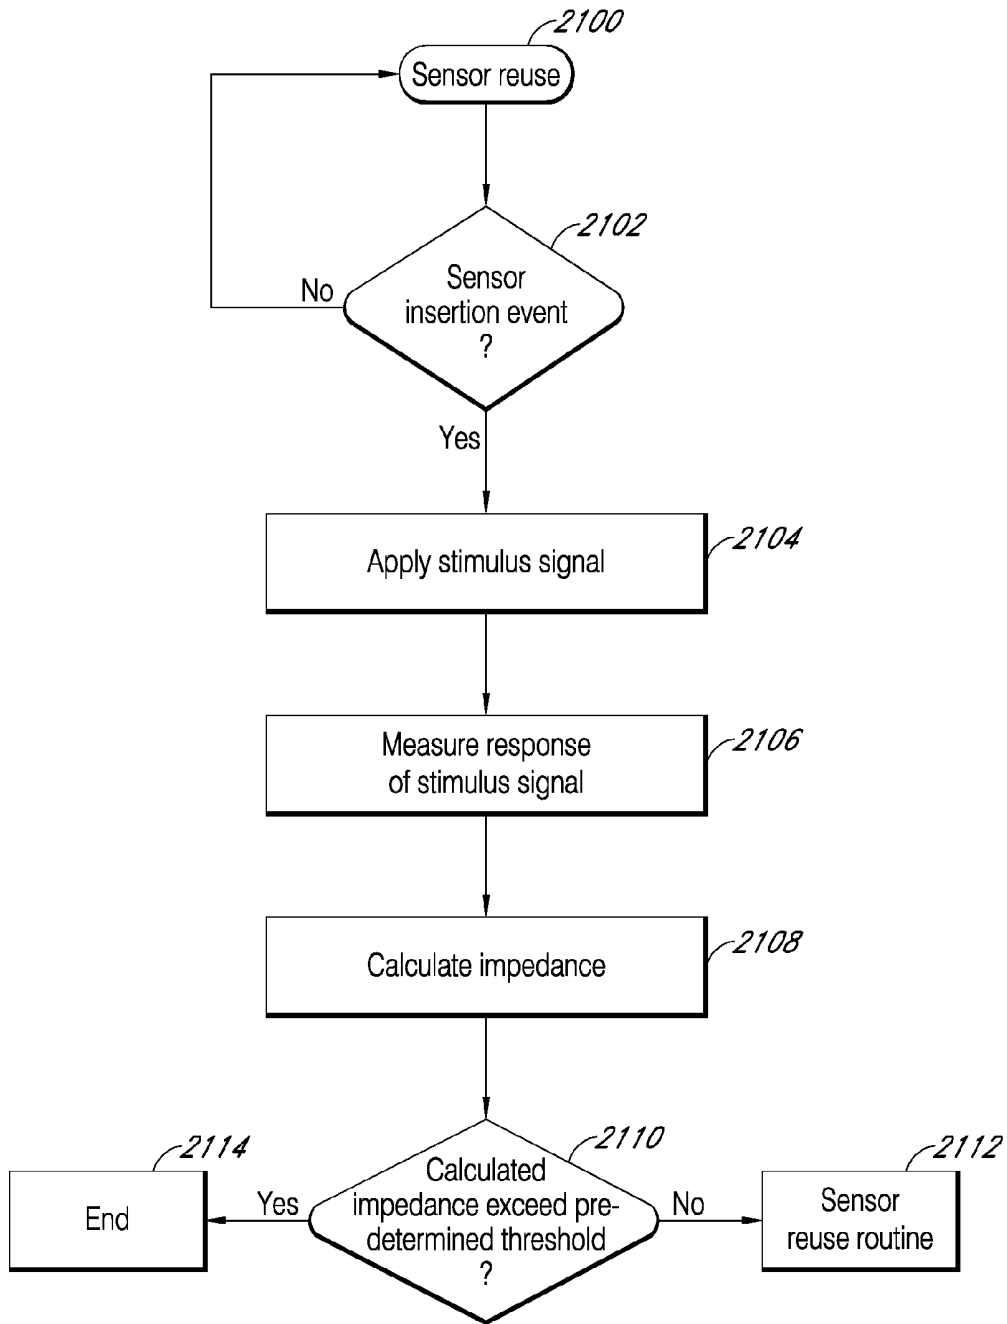 2100
Sensor reuse
2102
Sensor
insertion event
?
No
Yes
2104
Apply stimulus signal
2106
Measure response
of stimulus signal
2108
Calculate impedance
2110
Calculated
impedance exceed pre-
determined threshold
?
Yes
2114
End
No
2112
Sensor
reuse routine